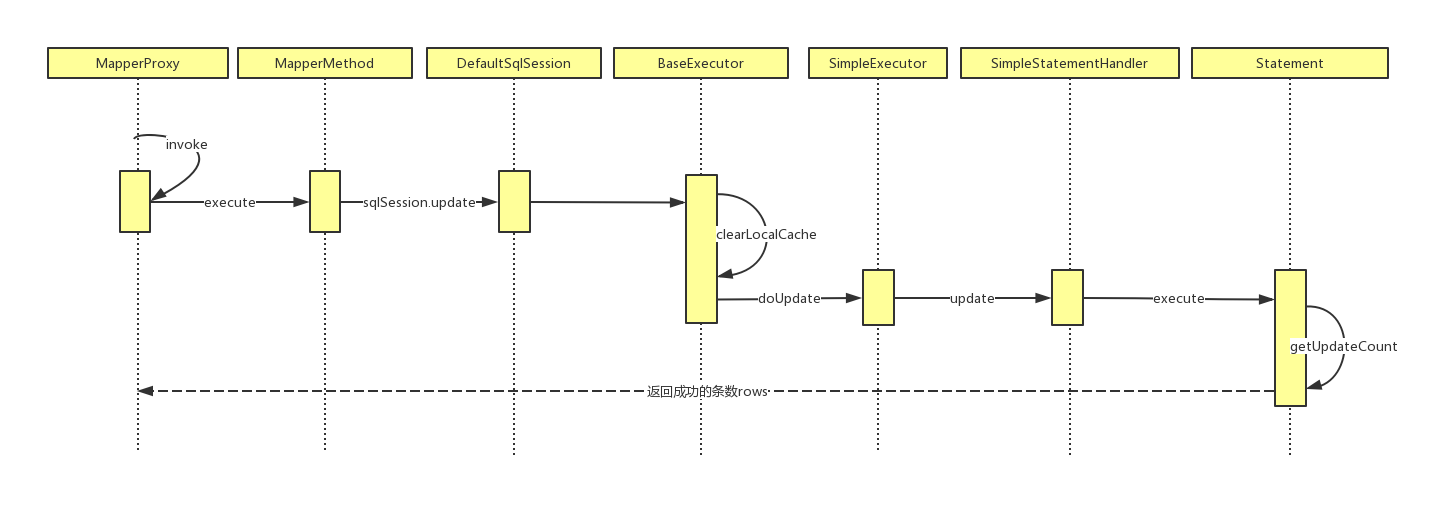 MapperProxy
MapperMethod
DefaultSqlSession
BaseExecutor
SimpleExecutor
SimpleStatementHandler
Statement
invoke
execute
sqlSession.update
clearLocalCache
doUpdate
update
execute
getUpdateCount
返回成功的条数rows